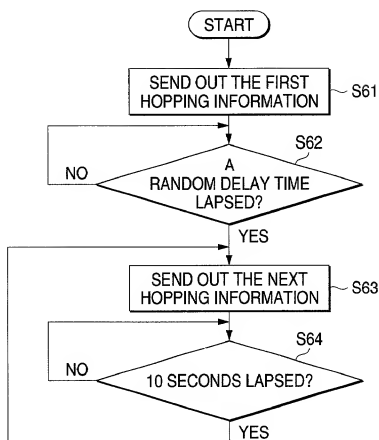 START
SEND OUT THE FIRST
HOPPING INFORMATION
S61
S62
A
RANDOM DELAY TIME
LAPSED?
NO
YES
SEND OUT THE NEXT
HOPPING INFORMATION
S63
S64
10 SECONDS LAPSED?
NO
YES